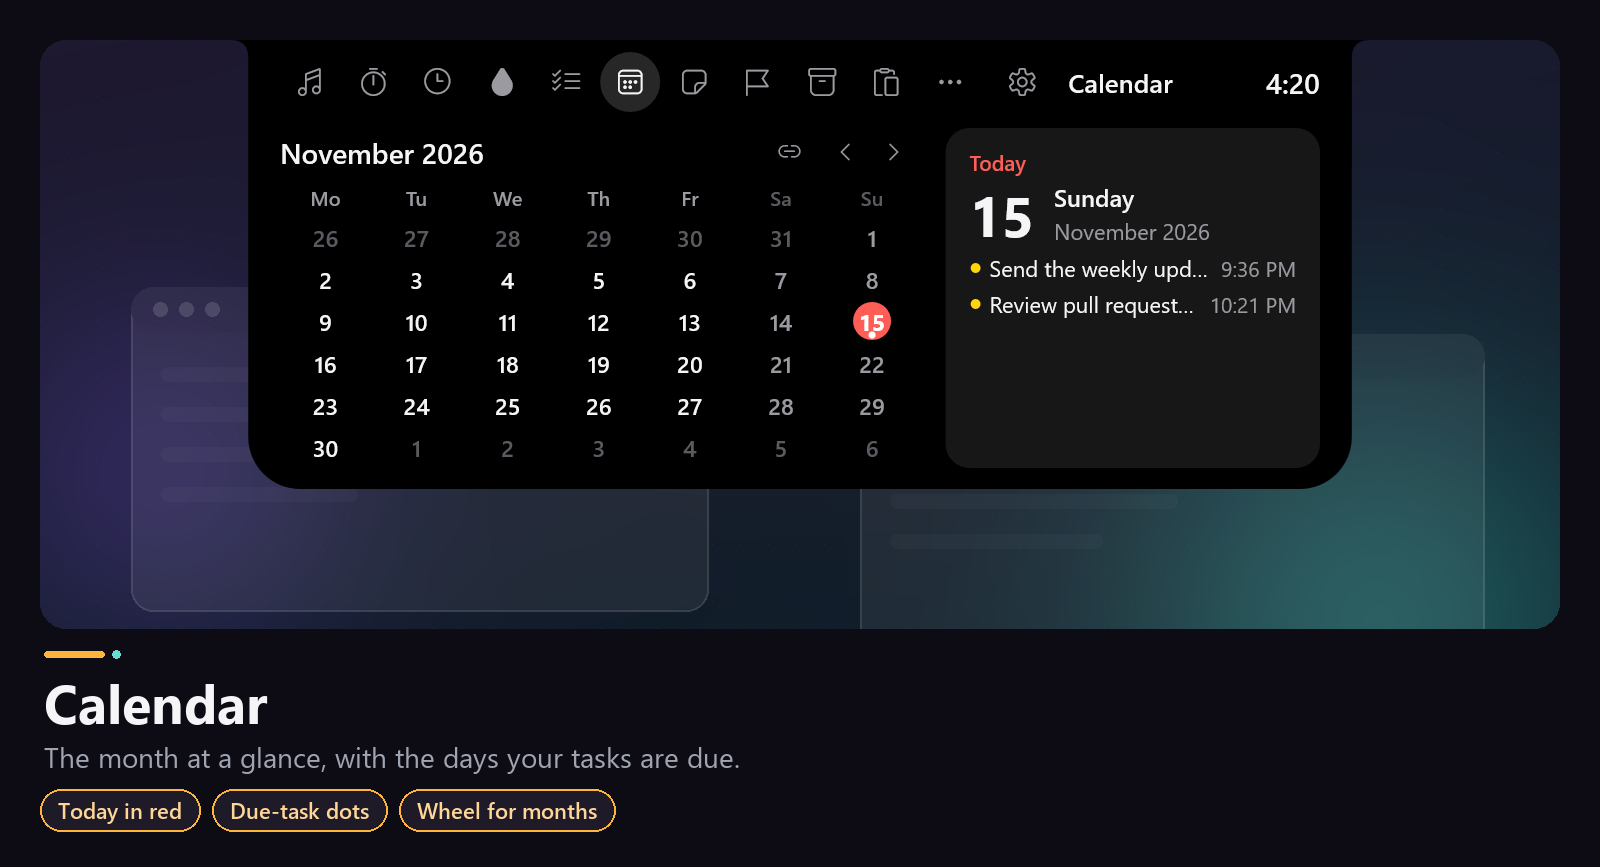 Calendar 4:20
November 2026
Mo Tu We Th Fr Sa Su
26 27 28 29 30 31 1
2 3 4 5 6 7 8
9 10 11 12 13 14 15
16 17 18 19 20 21 22
23 24 25 26 27 28 29
30 1 2 3 4 5 6
Today
15 Sunday
November 2026
Send the weekly upd... 9:36 PM
Review pull request... 10:21 PM
Calendar
The month at a glance, with the days your tasks are due.
Today in red
Due-task dots
Wheel for months